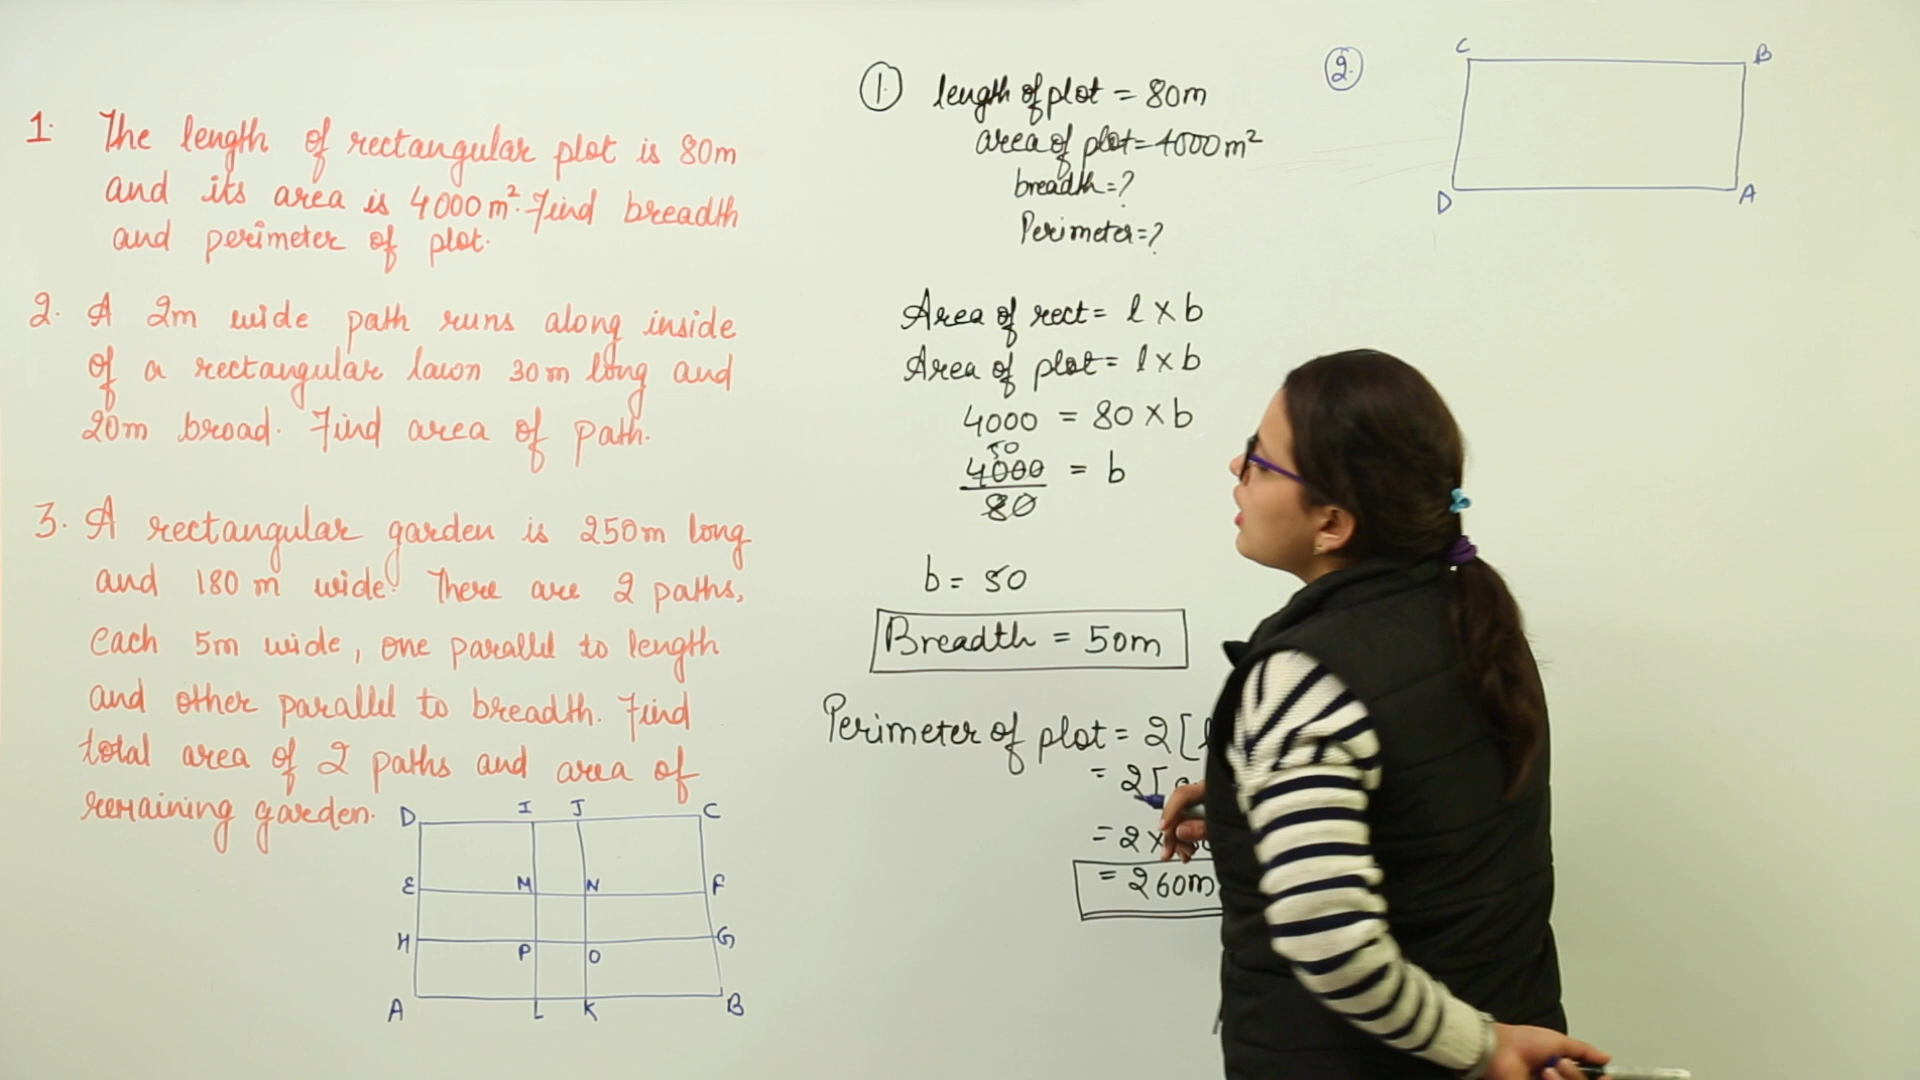 1. The length of rectangular plot is 80m
and its area is 4000 m². Find breadth
and perimeter of plot.
2. A 2m wide path runs along inside
of a rectangular lawn 30m long and
20m broad. Find area of path.
3. A rectangular garden is 250m long
and 180 m wide. There are 2 paths,
each 5m wide, one parallel to length
and other parallel to breadth. Find
total area of 2 paths and area of
remaining garden.
D I J C
E M N F
H P O G
A L K B
1. length of plot = 80m
area of plot = 4000m²
breadth = ?
Perimeter = ?
Area of rect = l × b
Area of plot = l × b
4000 = 80 × b
50
4000 = b
80
b = 50
Breadth = 50m
Perimeter of plot = 2[
= 2[
= 2 ×
= 260m
2.
C B
D A